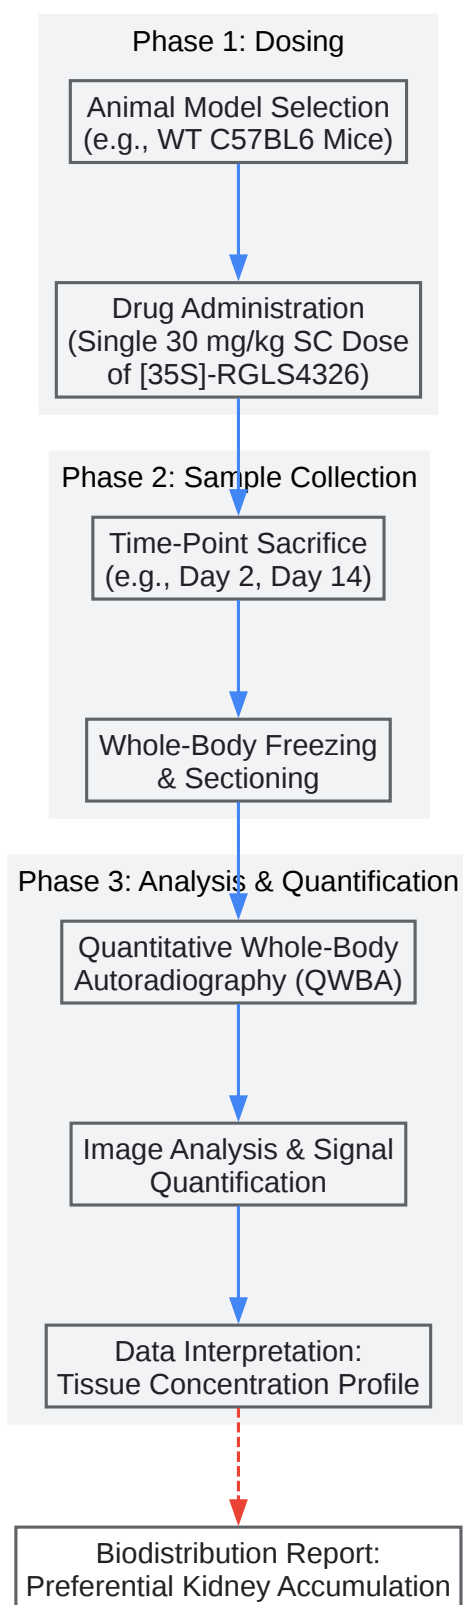 Phase 1: Dosing
Animal Model Selection
(e.g., WT C57BL6 Mice)
Drug Administration
(Single 30 mg/kg SC Dose
of [35S]-RGLS4326)
Phase 2: Sample Collection
Time-Point Sacrifice
(e.g., Day 2, Day 14)
Whole-Body Freezing
& Sectioning
Phase 3: Analysis & Quantification
Quantitative Whole-Body
Autoradiography (QWBA)
Image Analysis & Signal
Quantification
Data Interpretation:
Tissue Concentration Profile
Biodistribution Report:
Preferential Kidney Accumulation